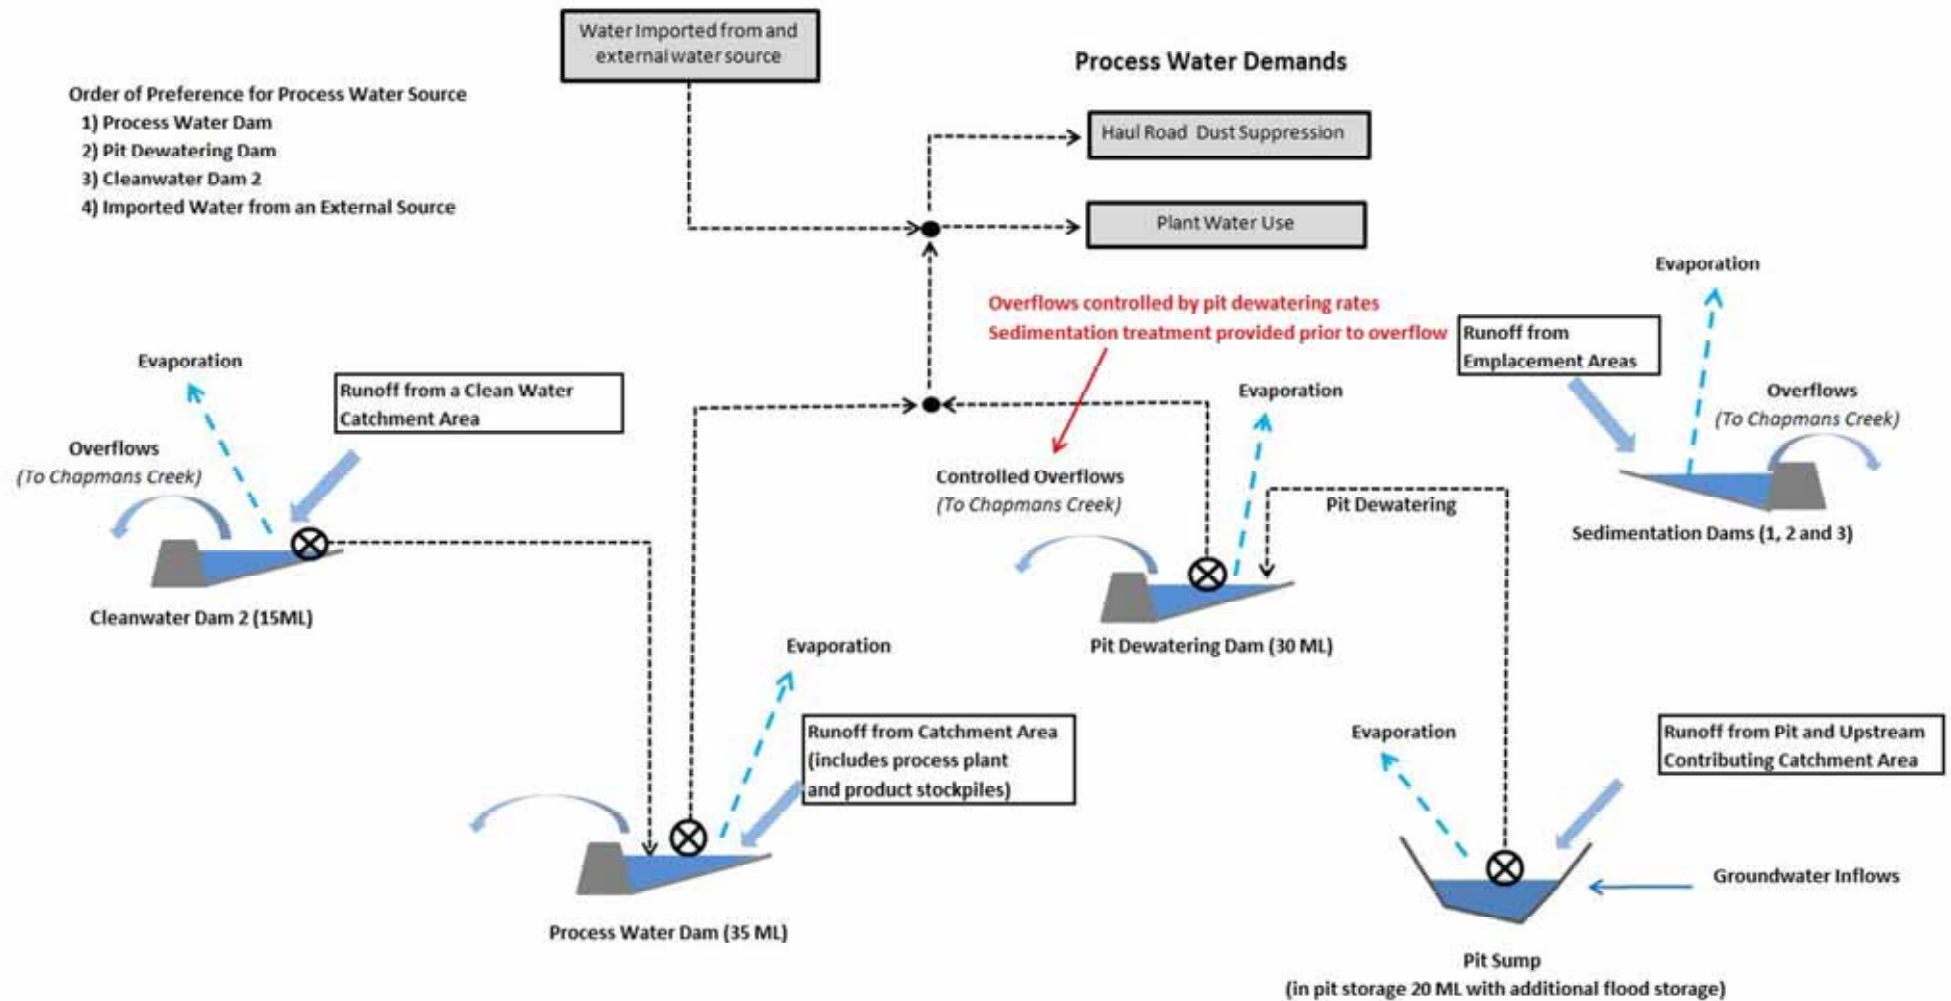 Water Imported from and
external water source
Process Water Demands
Order of Preference for Process Water Source
1) Process Water Dam
2) Pit Dewatering Dam
3) Cleanwater Dam 2
4) Imported Water from an External Source
Haul Road Dust Suppression
Plant Water Use
Evaporation
Overflows controlled by pit dewatering rates
Sedimentation treatment provided prior to overflow
Runoff from
Emplacement Areas
Evaporation
Runoff from a Clean Water
Catchment Area
Evaporation
Overflows
(To Chapmans Creek)
Overflows
(To Chapmans Creek)
Controlled Overflows
(To Chapmans Creek)
Pit Dewatering
Sedimentation Dams (1, 2 and 3)
Cleanwater Dam 2 (15ML)
Pit Dewatering Dam (30 ML)
Evaporation
Runoff from Catchment Area
(includes process plant
and product stockpiles)
Evaporation
Runoff from Pit and Upstream
Contributing Catchment Area
Groundwater Inflows
Process Water Dam (35 ML)
Pit Sump
(in pit storage 20 ML with additional flood storage)